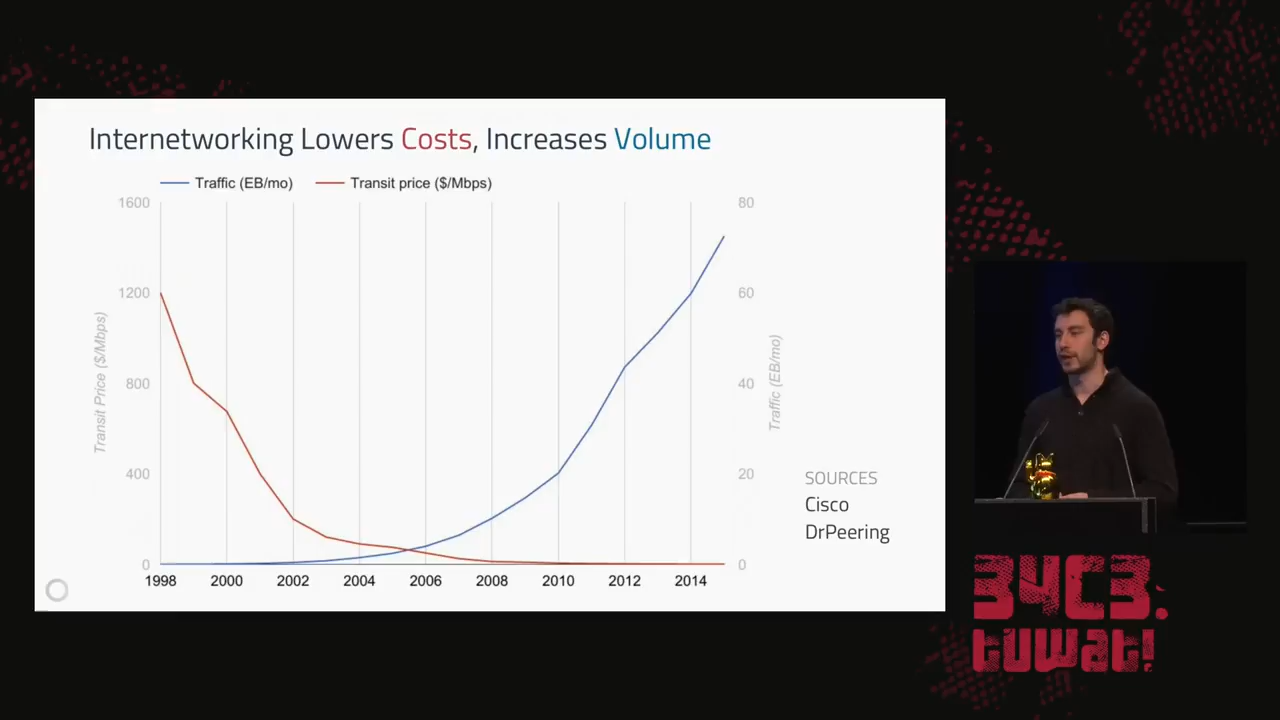 Internetworking Lowers Costs, Increases Volume
Traffic (EB/mo) Transit price ($/Mbps)
1600
1200
800
400
0
Transit Price ($/Mbps)
80
60
40
20
0
Traffic (EB/mo)
1998 2000 2002 2004 2006 2008 2010 2012 2014
SOURCES
Cisco
DrPeering
34C3.
tuwat!